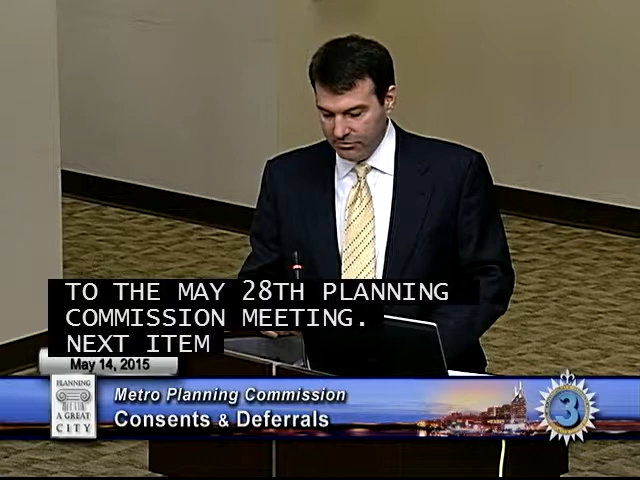 TO THE MAY 28TH PLANNING
COMMISSION MEETING.
NEXT ITEM
May 14, 2015
PLANNING
A GREAT
CITY
Metro Planning Commission
Consents & Deferrals
3